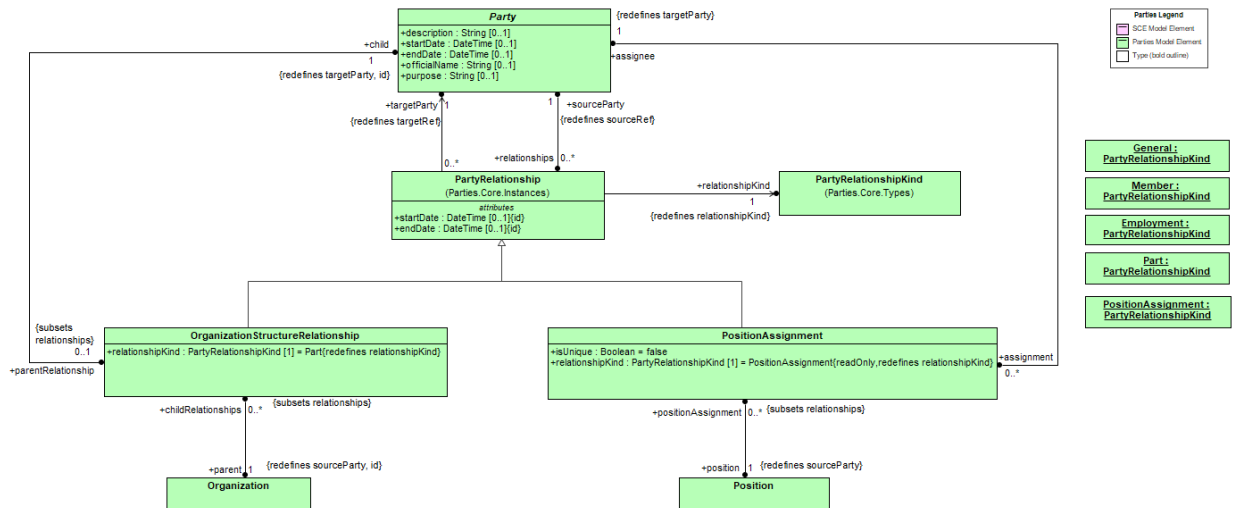 Party
+description : String [0..1]
+startDate : DateTime [0..1]
+endDate : DateTime [0..1]
+officialName : String [0..1]
+purpose : String [0..1]
{redefines targetParty}
1
+assignee
+child
1
{redefines targetParty, id}
+targetParty
1
{redefines targetRef}
1
+sourceParty
{redefines sourceRef}
0..*
+relationships
0..*
PartyRelationship
(Parties.Core.Instances)
attributes
+startDate : DateTime [0..1]{id}
+endDate : DateTime [0..1]{id}
+relationshipKind
1
{redefines relationshipKind}
PartyRelationshipKind
(Parties.Core.Types)
Parties Legend
SCE Model Element
Parties Model Element
Type (bold outline)
General :
PartyRelationshipKind
Member :
PartyRelationshipKind
Employment :
PartyRelationshipKind
Part :
PartyRelationshipKind
PositionAssignment :
PartyRelationshipKind
{subsets
relationships}
0..1
+parentRelationship
OrganizationStructureRelationship
+relationshipKind : PartyRelationshipKind [1] = Part{redefines relationshipKind}
PositionAssignment
+isUnique : Boolean = false
+relationshipKind : PartyRelationshipKind [1] = PositionAssignment{readOnly,redefines relationshipKind}
+assignment
0..*
+childRelationships
0..*
{subsets relationships}
+positionAssignment
0..*
{subsets relationships}
+parent
1
{redefines sourceParty, id}
+position
1
{redefines sourceParty}
Organization
Position